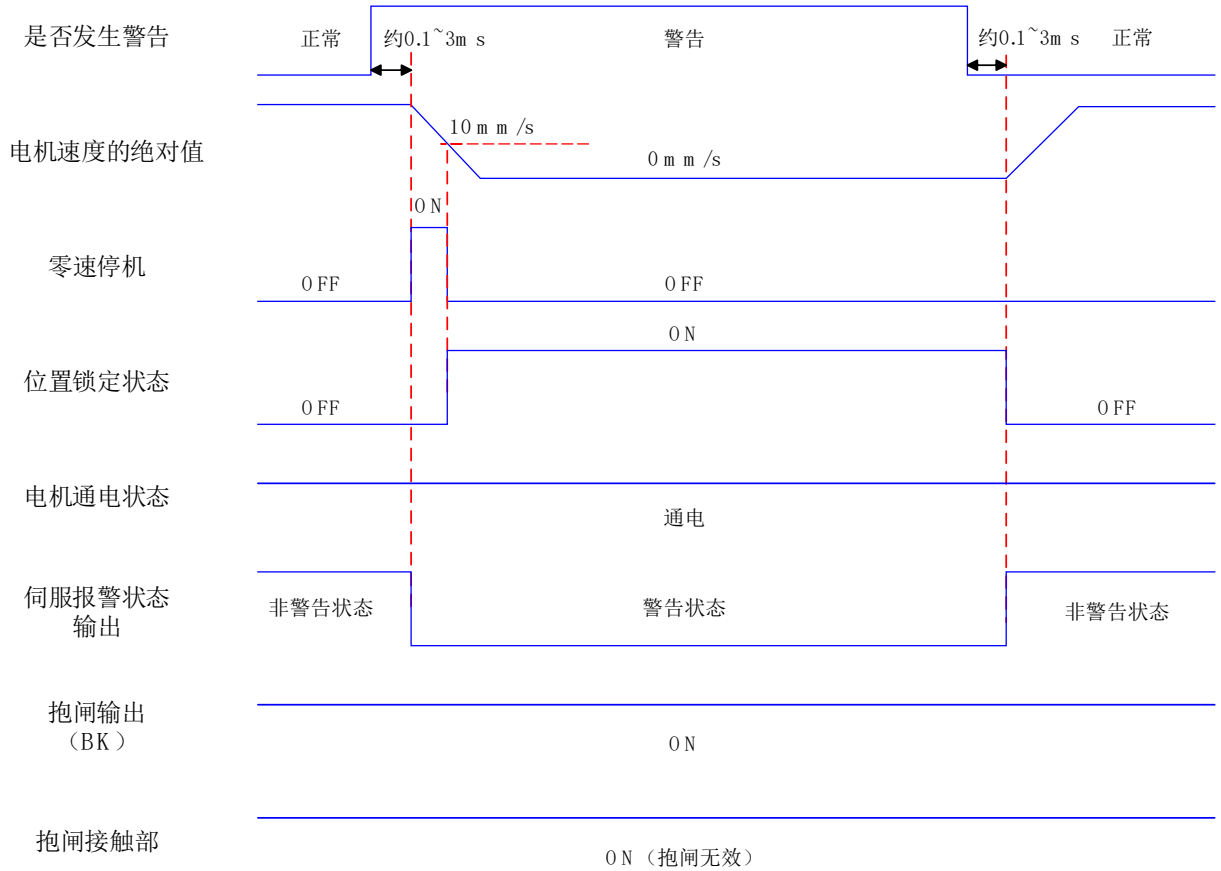 是否发生警告
正常
约0.1~3ms
警告
约0.1~3ms
正常
电机速度的绝对值
10mm/s
0mm/s
零速停机
ON
OFF
OFF
位置锁定状态
ON
OFF
OFF
电机通电状态
通电
伺服报警状态
输出
非警告状态
警告状态
非警告状态
抱闸输出
（BK）
ON
抱闸接触部
ON（抱闸无效）